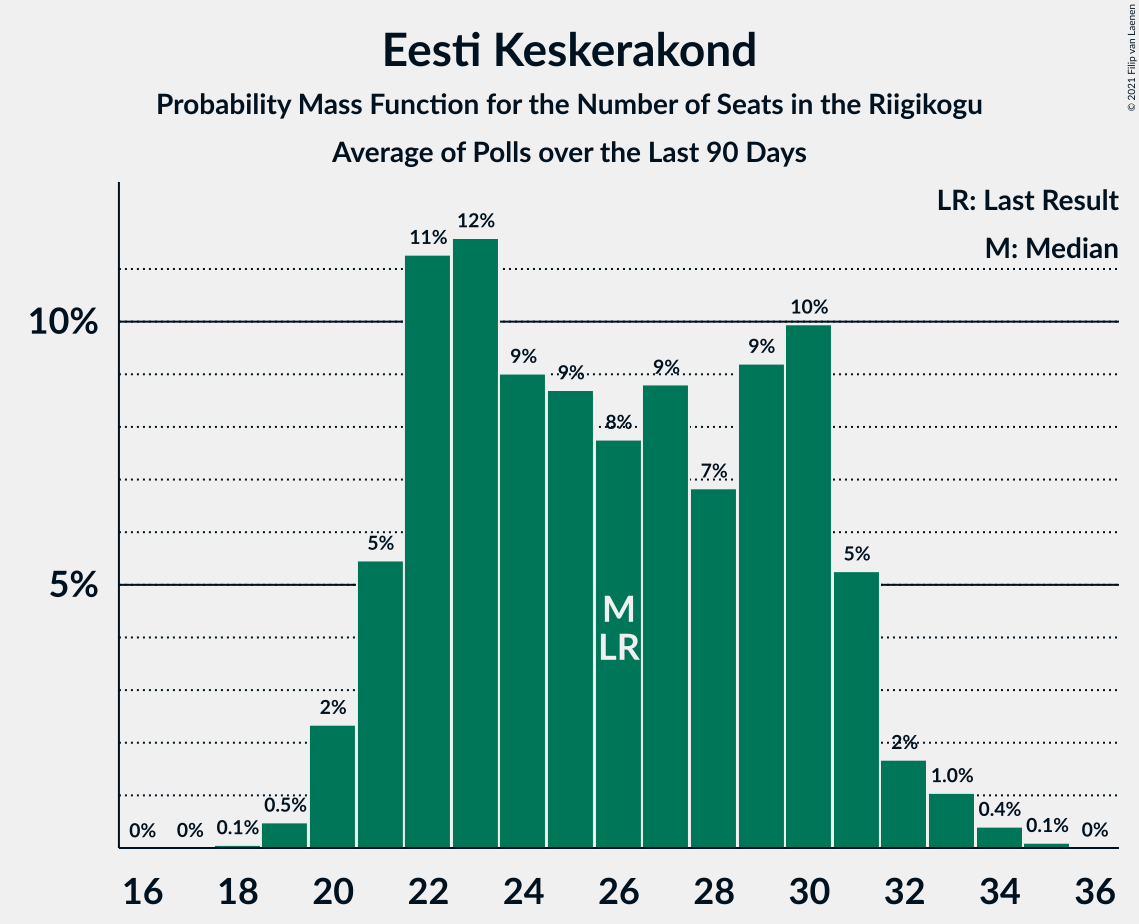 Eesti Keskerakond
Probability Mass Function for the Number of Seats in the Riigikogu
Average of Polls over the Last 90 Days
© 2021 Filip van Laenen
LR: Last Result
M: Median
10%
5%
0%
0%
0.1%
0.5%
2%
5%
11%
12%
9%
9%
8%
9%
7%
9%
10%
5%
2%
1.0%
0.4%
0.1%
0%
M
LR
16 18 20 22 24 26 28 30 32 34 36